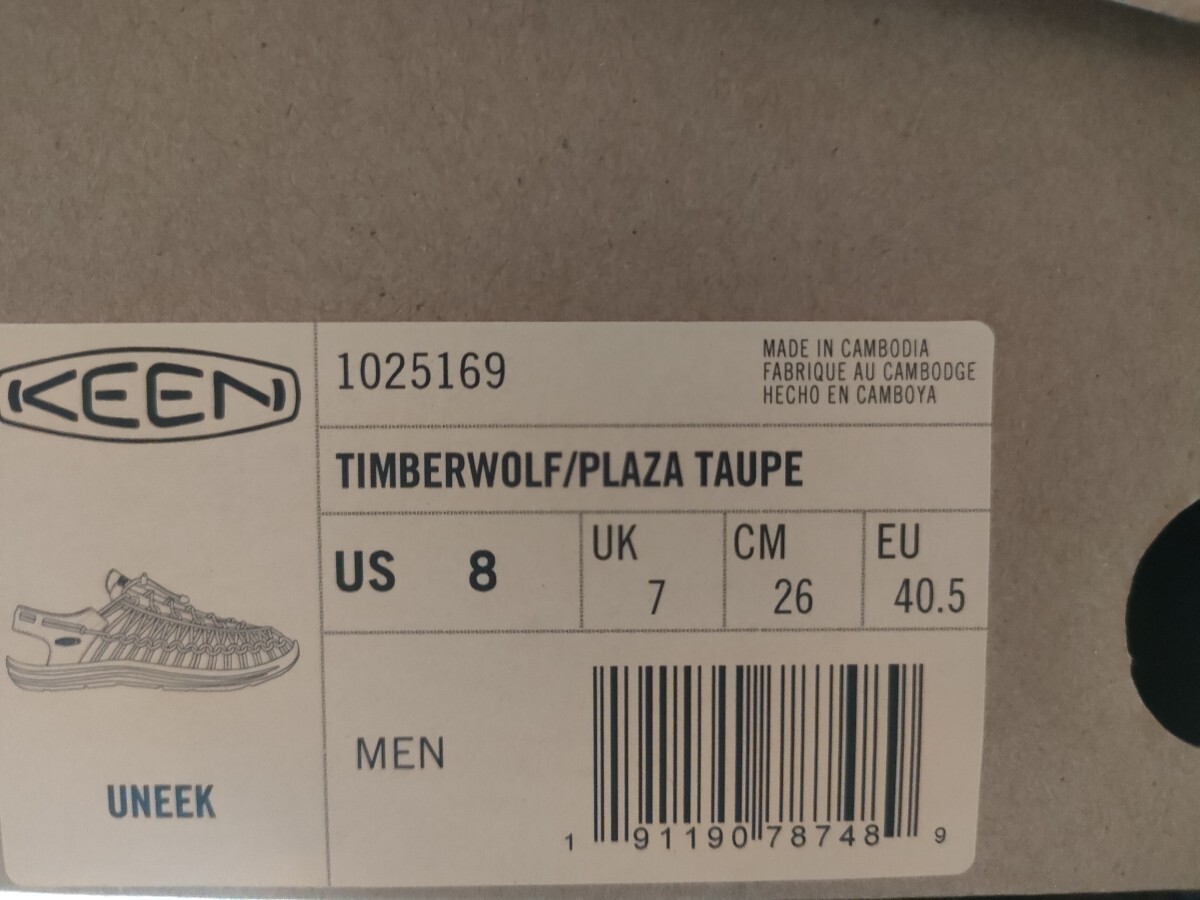 KEEN
1025169
MADE IN CAMBODIA
FABRIQUE AU CAMBODGE
HECHO EN CAMBOYA
TIMBERWOLF/PLAZA TAUPE
US 8
UK 7
CM 26
EU 40.5
MEN
UNEEK
1 91190 78748 9